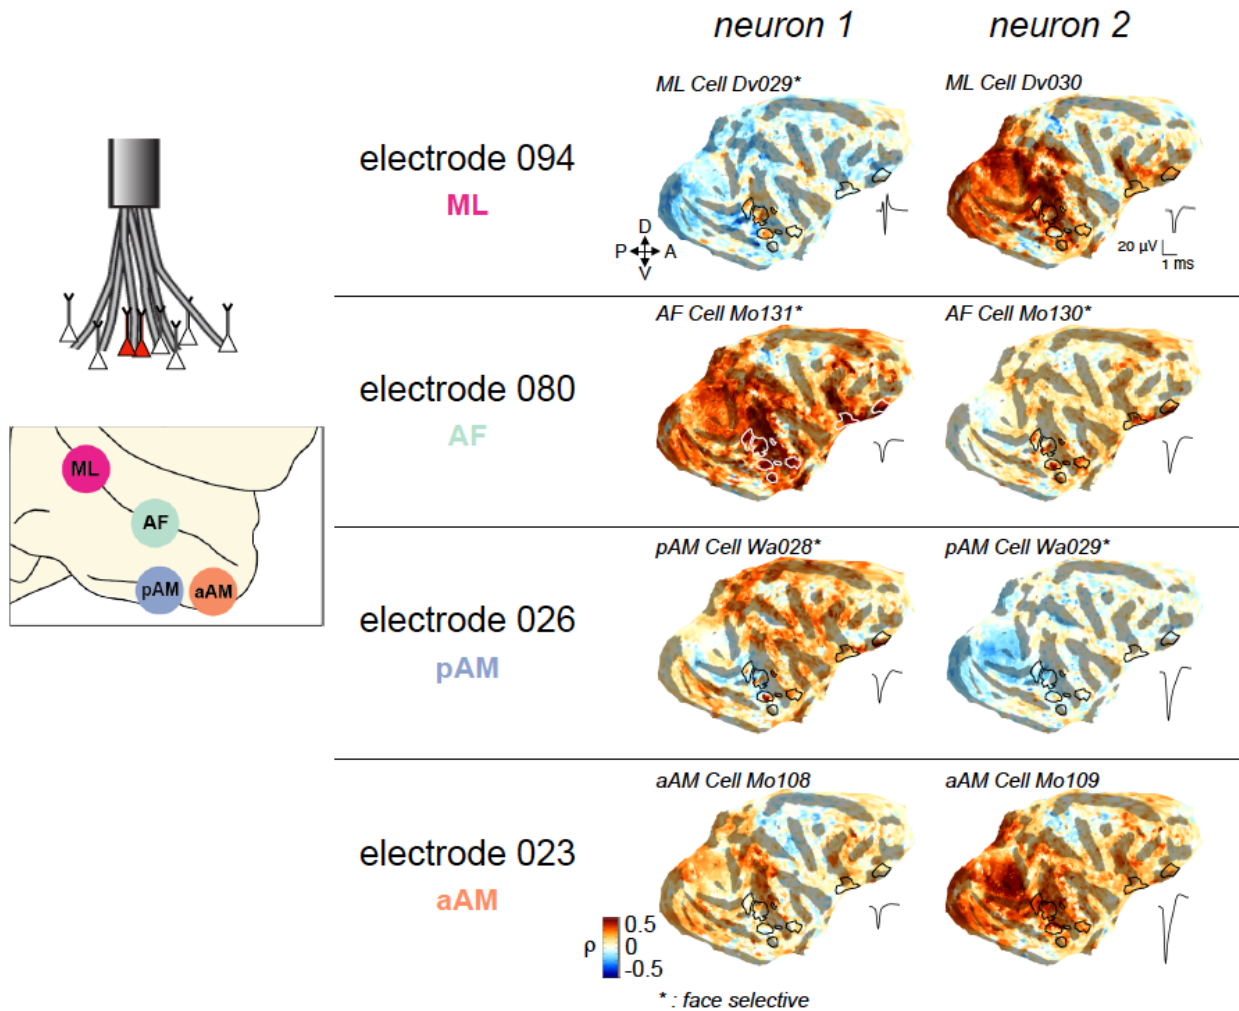 neuron 1
neuron 2
ML Cell Dv029*
ML Cell Dv030
electrode 094
ML
D
P
A
V
20 µV
1 ms
AF Cell Mo131*
AF Cell Mo130*
electrode 080
AF
ML
AF
pAM
aAM
pAM Cell Wa028*
pAM Cell Wa029*
electrode 026
pAM
aAM Cell Mo108
aAM Cell Mo109
electrode 023
aAM
ρ
0.5
0
-0.5
* : face selective